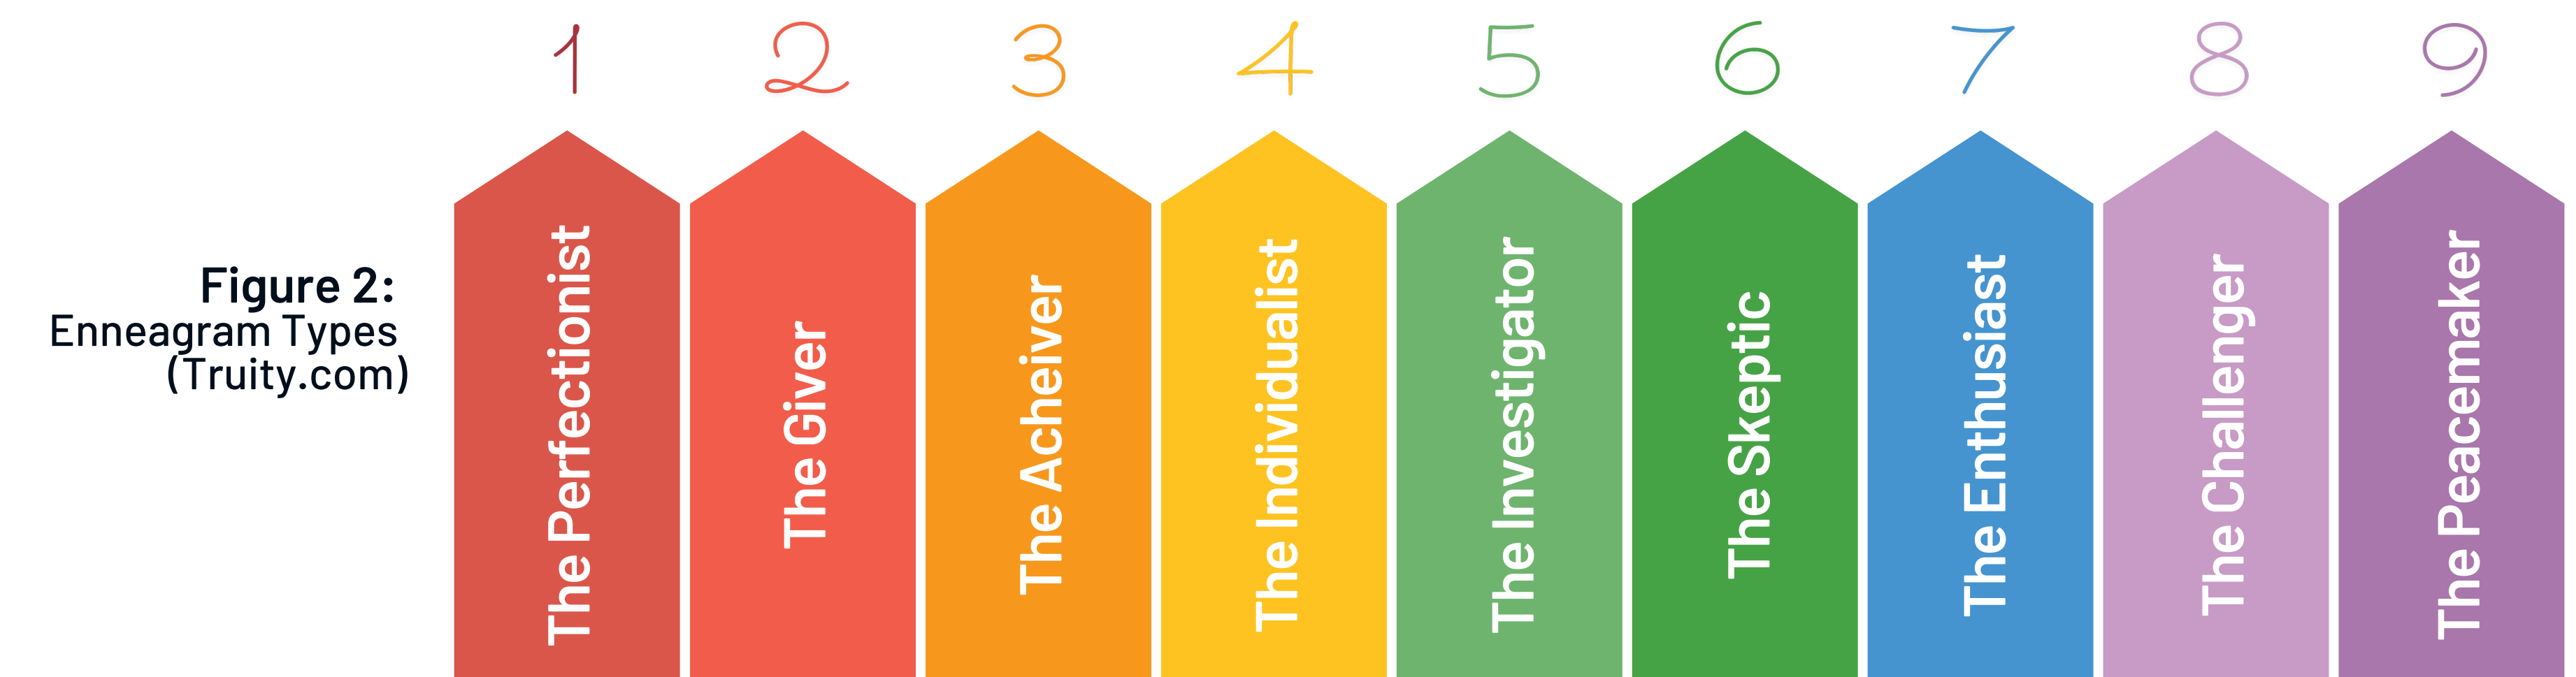 1 2 3 4 5 6 7 8 9
Figure 2:
Enneagram Types
(Truity.com)
The Perfectionist
The Giver
The Acheiver
The Individualist
The Investigator
The Skeptic
The Enthusiast
The Challenger
The Peacemaker